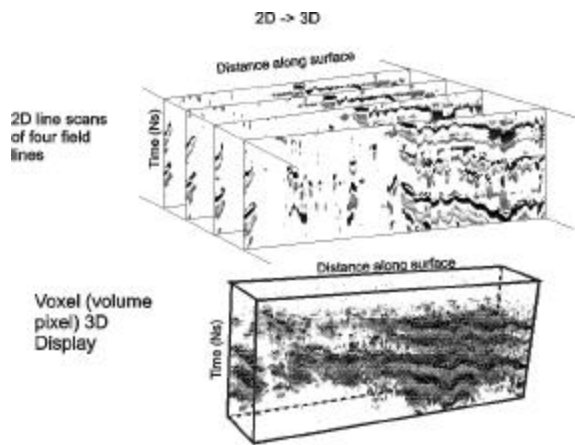 2D -> 3D
Distance along surface
2D line scans
of four field
lines
Time (Ns)
Distance along surface
Voxel (volume
pixel) 3D
Display
Time (Ns)